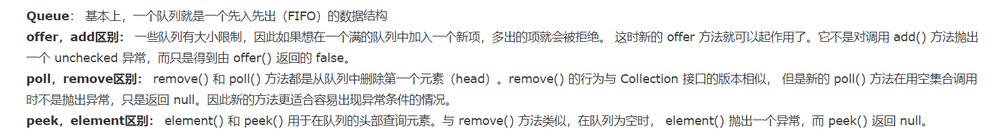 Queue： 基本上，一个队列就是一个先入先出（FIFO）的数据结构
offer，add区别： 一些队列有大小限制，因此如果想在一个满的队列中加入一个新项，多出的项就会被拒绝。 这时新的 offer 方法就可以起作用了。它不是对调用 add() 方法抛出
一个 unchecked 异常，而只是得到由 offer() 返回的 false。
poll，remove区别： remove() 和 poll() 方法都是从队列中删除第一个元素（head）。remove() 的行为与 Collection 接口的版本相似， 但是新的 poll() 方法在用空集合调用
时不是抛出异常，只是返回 null。因此新的方法更适合容易出现异常条件的情况。
peek，element区别： element() 和 peek() 用于在队列的头部查询元素。与 remove() 方法类似，在队列为空时， element() 抛出一个异常，而 peek() 返回 null。